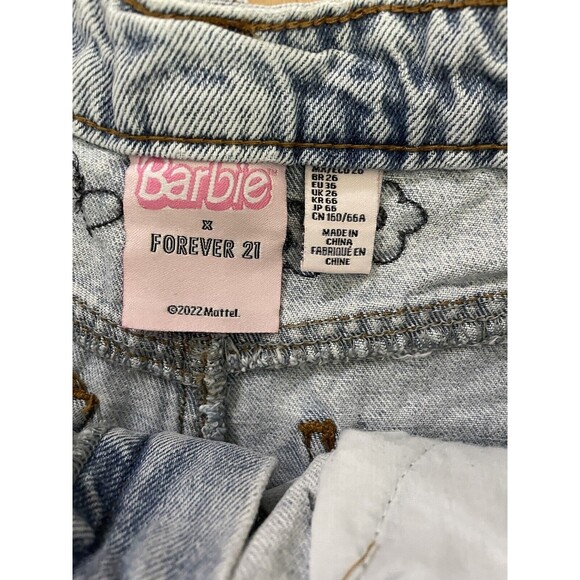 Barbie™
x
FOREVER 21
©2022 Mattel.
BR 26
EU 36
UK 26
KR 66
JP 66
CN 160/66A
MADE IN
CHINA
FABRIQUÉ EN
CHINE